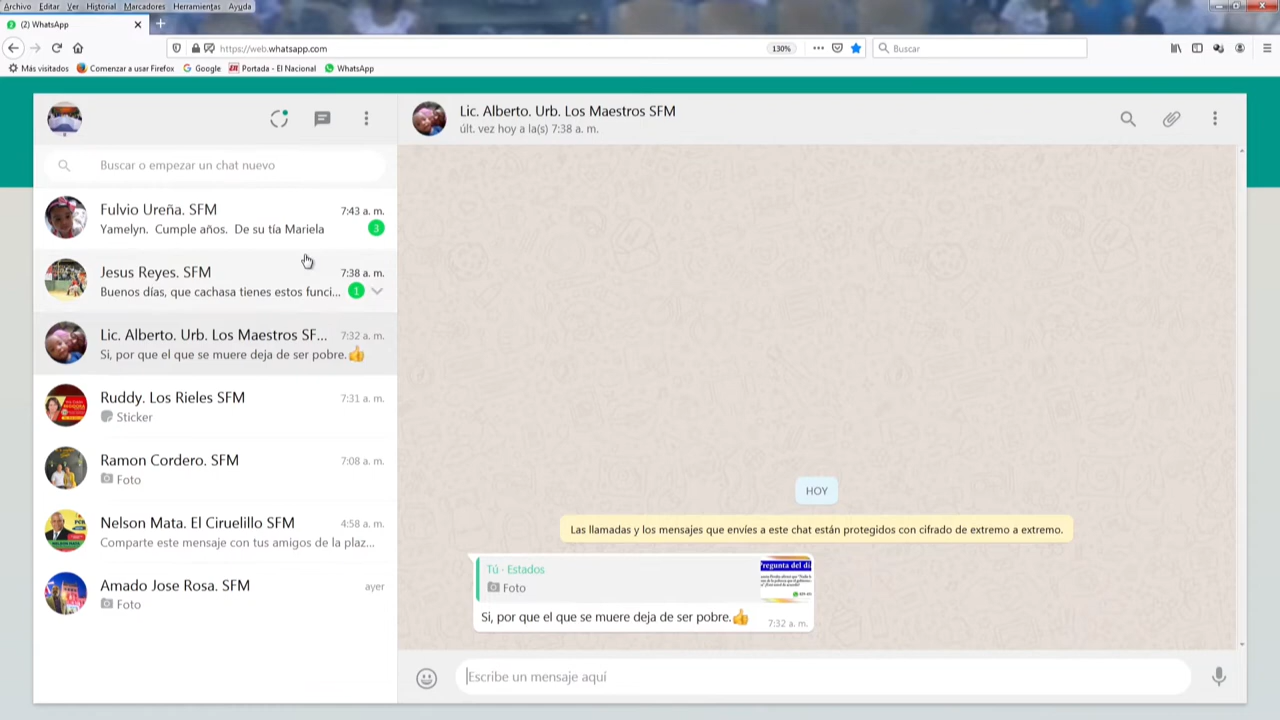 Archivo Editar Ver Historial Marcadores Herramientas Ayuda
(2) WhatsApp
https://web.whatsapp.com
130%
Buscar
Más visitados
Comenzar a usar Firefox
Google
Portada - El Nacional
WhatsApp
Buscar o empezar un chat nuevo
Fulvio Ureña. SFM
7:43 a. m.
Yamelyn. Cumple años. De su tía Mariela
3
Jesus Reyes. SFM
7:38 a. m.
Buenos días, que cachasa tienes estos funci...
1
Lic. Alberto. Urb. Los Maestros SF...
7:32 a. m.
Si, por que el que se muere deja de ser pobre.👍
Ruddy. Los Rieles SFM
7:31 a. m.
Sticker
Ramon Cordero. SFM
7:08 a. m.
Foto
Nelson Mata. El Ciruelillo SFM
4:58 a. m.
Comparte este mensaje con tus amigos de la plaz...
Amado Jose Rosa. SFM
ayer
Foto
Lic. Alberto. Urb. Los Maestros SFM
últ. vez hoy a la(s) 7:38 a. m.
HOY
Las llamadas y los mensajes que envíes a este chat están protegidos con cifrado de extremo a extremo.
Tú · Estados
Foto
Pregunta del dí
Si, por que el que se muere deja de ser pobre.👍
7:32 a. m.
Escribe un mensaje aquí